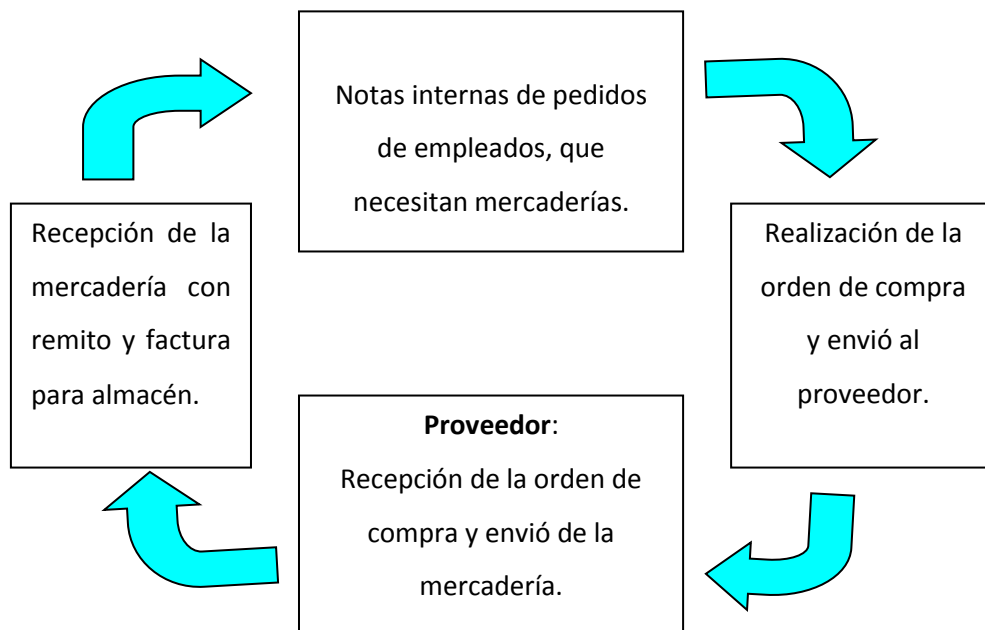 Notas internas de pedidos
de empleados, que
necesitan mercaderías.
Realización de la
orden de compra
y envió al
proveedor.
Proveedor:
Recepción de la orden de
compra y envió de la
mercadería.
Recepción de la
mercadería con
remito y factura
para almacén.